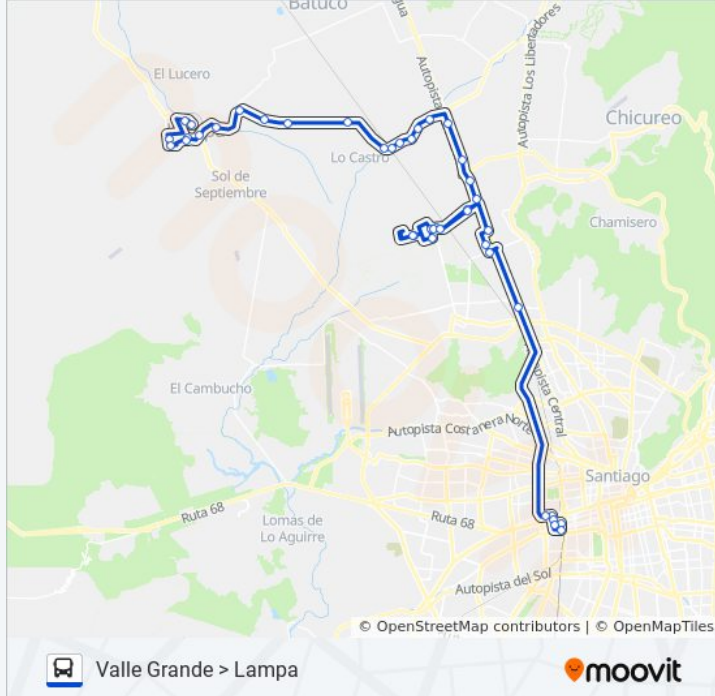 Batuco
gua
El Lucero
Autopista
Autopista Los Libertadores
Chicureo
Lo Castro
Sol de
Septiembre
Chamisero
El Cambucho
Autopista Costanera Norte
pista Central
Santiago
Ruta 68
Ruta 68
Lomas de
Lo Aguirre
Autopista del Sol
© OpenStreetMap contributors | © OpenMapTiles
Valle Grande > Lampa
moovit